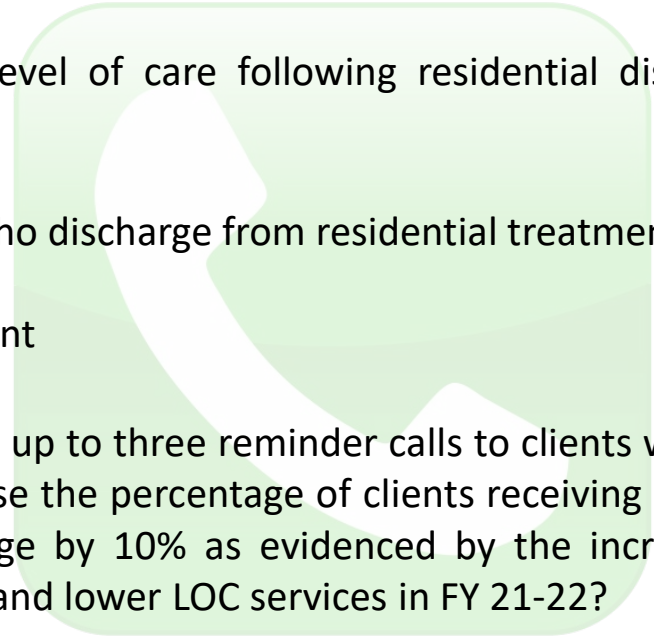 evel of care following residential dis
no discharge from residential treatmen
nt
up to three reminder calls to clients
se the percentage of clients receiving
ge by 10% as evidenced by the incr
and lower LOC services in FY 21-22?